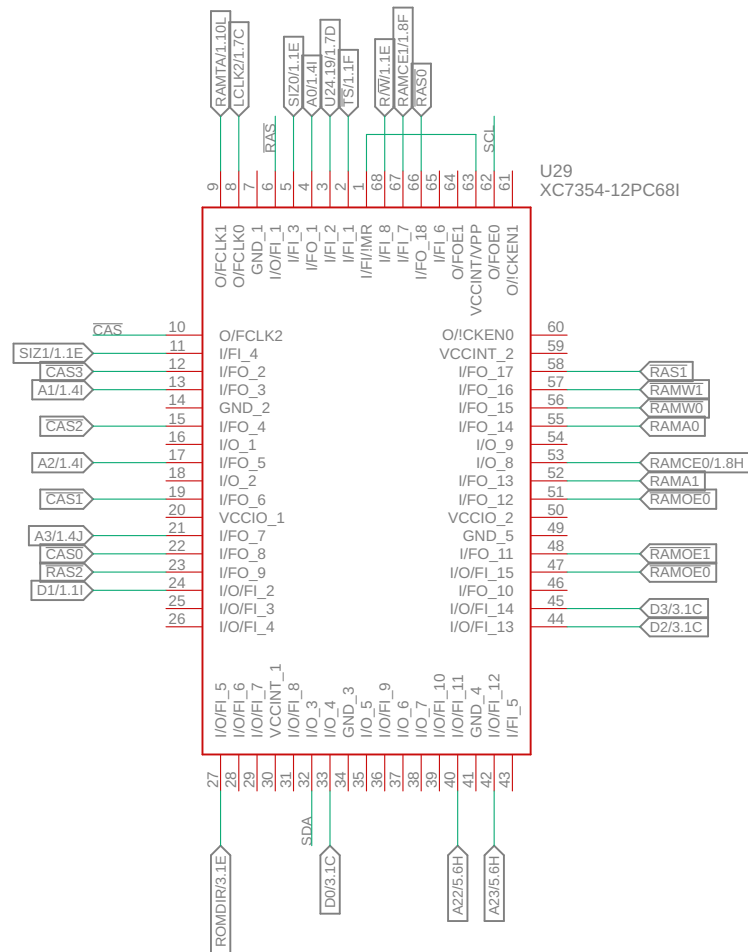 RAMTA/1.10L
LCLK2/1.7C
RAS
SIZ0/1.1E
A0/1.4I
U24.19/1.7D
TS/1.1F
R/W/1.1E
RAMCE1/1.8F
RAS0
SCL
9 8 7 6 5 4 3 2 1 68 67 66 65 64 63 62 61
U29
XC7354-12PC68I
O/FCLK1
O/FCLK0
GND_1
I/O/FI_1
I/FI_3
I/FO_1
I/FI_2
I/FI_1
I/FI/!MR
I/FI_8
I/FI_7
I/FO_18
I/FI_6
O/FOE1
VCCINT/VPP
O/FOE0
O/!CKEN1
CAS 10 O/FCLK2
SIZ1/1.1E 11 I/FI_4
CAS3 12 I/FO_2
A1/1.4I 13 I/FO_3
14 GND_2
CAS2 15 I/FO_4
16 I/O_1
A2/1.4I 17 I/FO_5
18 I/O_2
CAS1 19 I/FO_6
20 VCCIO_1
A3/1.4J 21 I/FO_7
CAS0 22 I/FO_8
RAS2 23 I/FO_9
D1/1.1I 24 I/O/FI_2
25 I/O/FI_3
26 I/O/FI_4
O/!CKEN0 60
VCCINT_2 59
I/FO_17 58 RAS1
I/FO_16 57 RAMW1
I/FO_15 56 RAMW0
I/FO_14 55 RAMA0
I/O_9 54
I/O_8 53 RAMCE0/1.8H
I/FO_13 52 RAMA1
I/FO_12 51 RAMOE0
VCCIO_2 50
GND_5 49
I/FO_11 48 RAMOE1
I/O/FI_15 47 RAMOE0
I/FO_10 46
I/O/FI_14 45 D3/3.1C
I/O/FI_13 44 D2/3.1C
I/O/FI_5
I/O/FI_6
I/O/FI_7
VCCINT_1
I/O/FI_8
I/O_3
I/O_4
GND_3
I/O_5
I/O/FI_9
I/O_6
I/O_7
I/O/FI_10
I/O/FI_11
GND_4
I/O/FI_12
I/FI_5
27 28 29 30 31 32 33 34 35 36 37 38 39 40 41 42 43
ROMDIR/3.1E
SDA
D0/3.1C
A22/5.6H
A23/5.6H